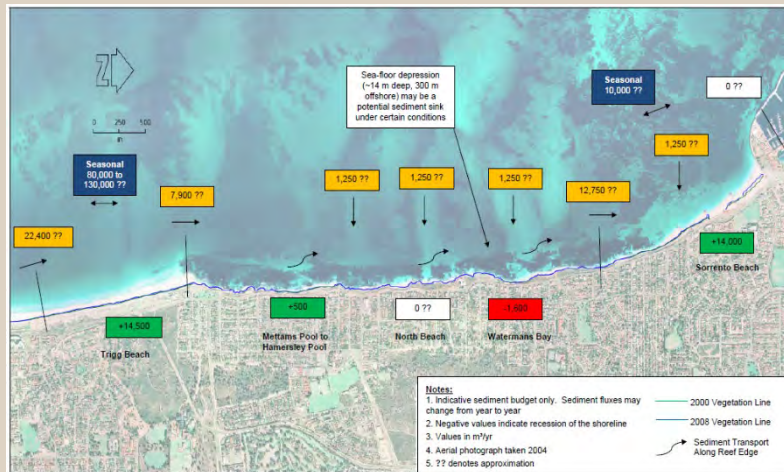 Z
0 250 500
m
Sea-floor depression
(~14 m deep, 300 m
offshore) may be a
potential sediment sink
under certain conditions
Seasonal
10,000 ??
0 ??
Seasonal
80,000 to
130,000 ??
7,900 ??
1,250 ??
1,250 ??
1,250 ??
12,750 ??
1,250 ??
22,400 ??
+14,000
Sorrento Beach
+14,500
Trigg Beach
+500
Mettams Pool to
Hamersley Pool
0 ??
North Beach
-1,600
Watermans Bay
Notes:
1. Indicative sediment budget only. Sediment fluxes may
change from year to year
2. Negative values indicate recession of the shoreline
3. Values in m³/yr
4. Aerial photograph taken 2004
5. ?? denotes approximation
2000 Vegetation Line
2008 Vegetation Line
Sediment Transport
Along Reef Edge